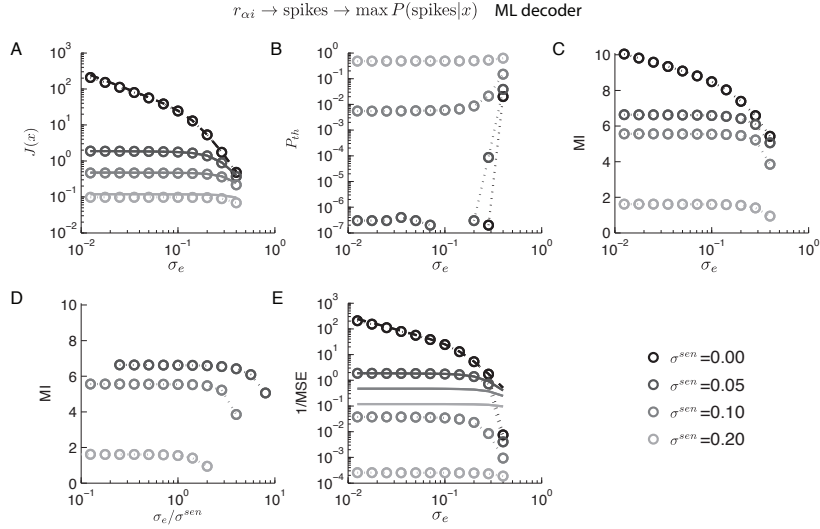 r_{αi} → spikes → max P(spikes|x) ML decoder
A
B
C
10^3
10^2
10^1
10^0
10^-1
10^-2
J(x)
10^-2
10^-1
10^0
σ_e
10^0
10^-1
10^-2
10^-3
10^-4
10^-5
10^-6
10^-7
P_{th}
10^-2
10^-1
10^0
σ_e
10
8
6
4
2
0
MI
10^-2
10^-1
10^0
σ_e
D
E
10
8
6
4
2
0
MI
10^-1
10^0
10^1
σ_e/σ^{sen}
10^3
10^2
10^1
10^0
10^-1
10^-2
10^-3
10^-4
1/MSE
10^-2
10^-1
10^0
σ_e
σ^{sen}=0.00
σ^{sen}=0.05
σ^{sen}=0.10
σ^{sen}=0.20